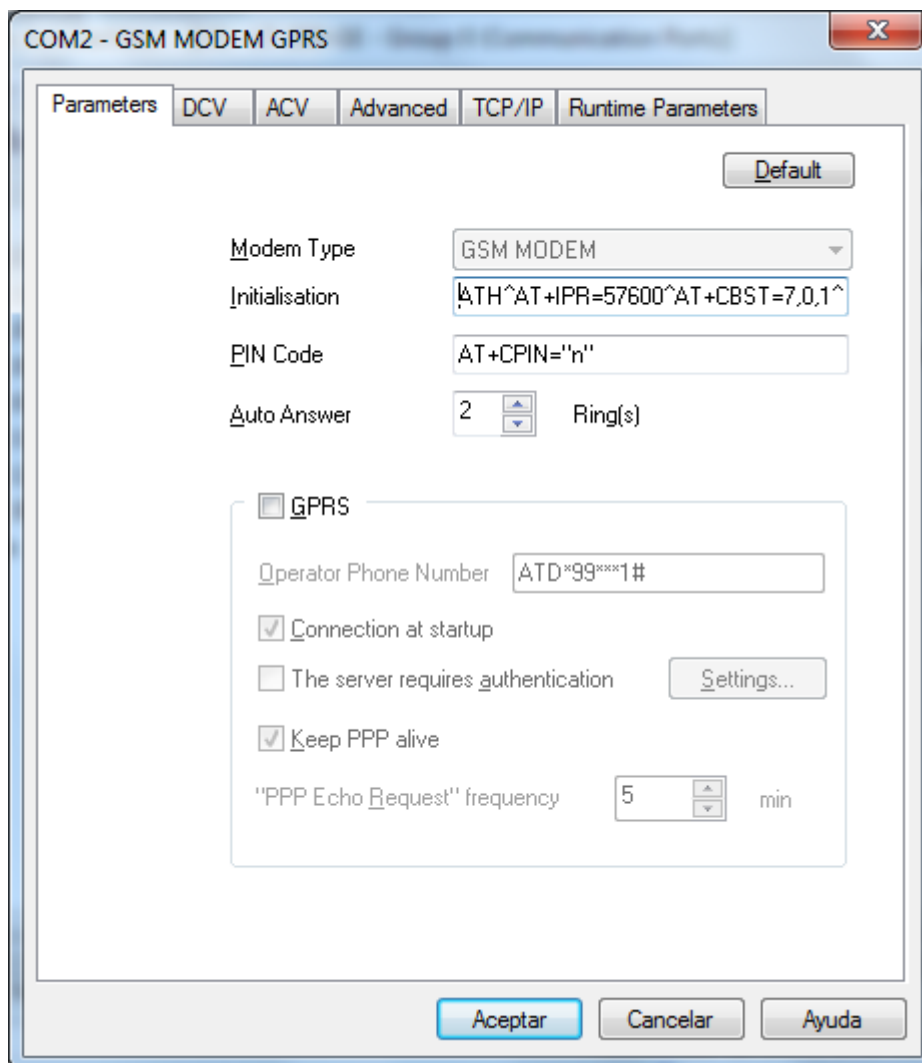 COM2 - GSM MODEM GPRS
Parameters DCV ACV Advanced TCP/IP Runtime Parameters
Default
Modem Type GSM MODEM
Initialisation ATH^AT+IPR=57600^AT+CBST=7,0,1^
PIN Code AT+CPIN="n"
Auto Answer 2 Ring(s)
GPRS
Operator Phone Number ATD*99***1#
Connection at startup
The server requires authentication Settings...
Keep PPP alive
"PPP Echo Request" frequency 5 min
Aceptar Cancelar Ayuda